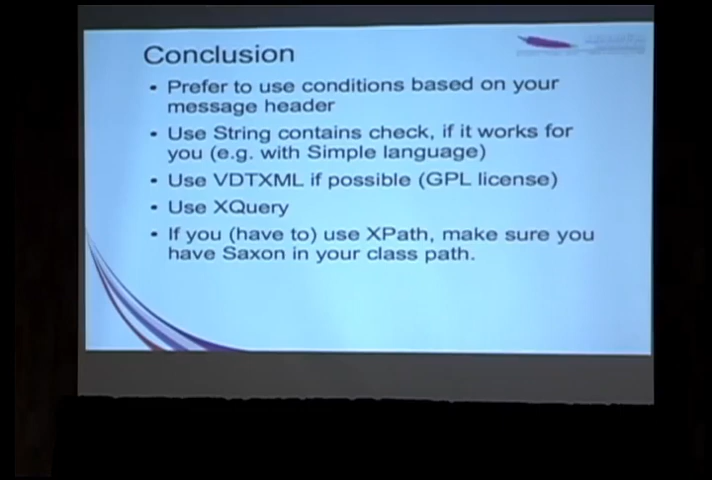 Conclusion
• Prefer to use conditions based on your
message header
• Use String contains check, if it works for
you (e.g. with Simple language)
• Use VDTXML if possible (GPL license)
• Use XQuery
• If you (have to) use XPath, make sure you
have Saxon in your class path.